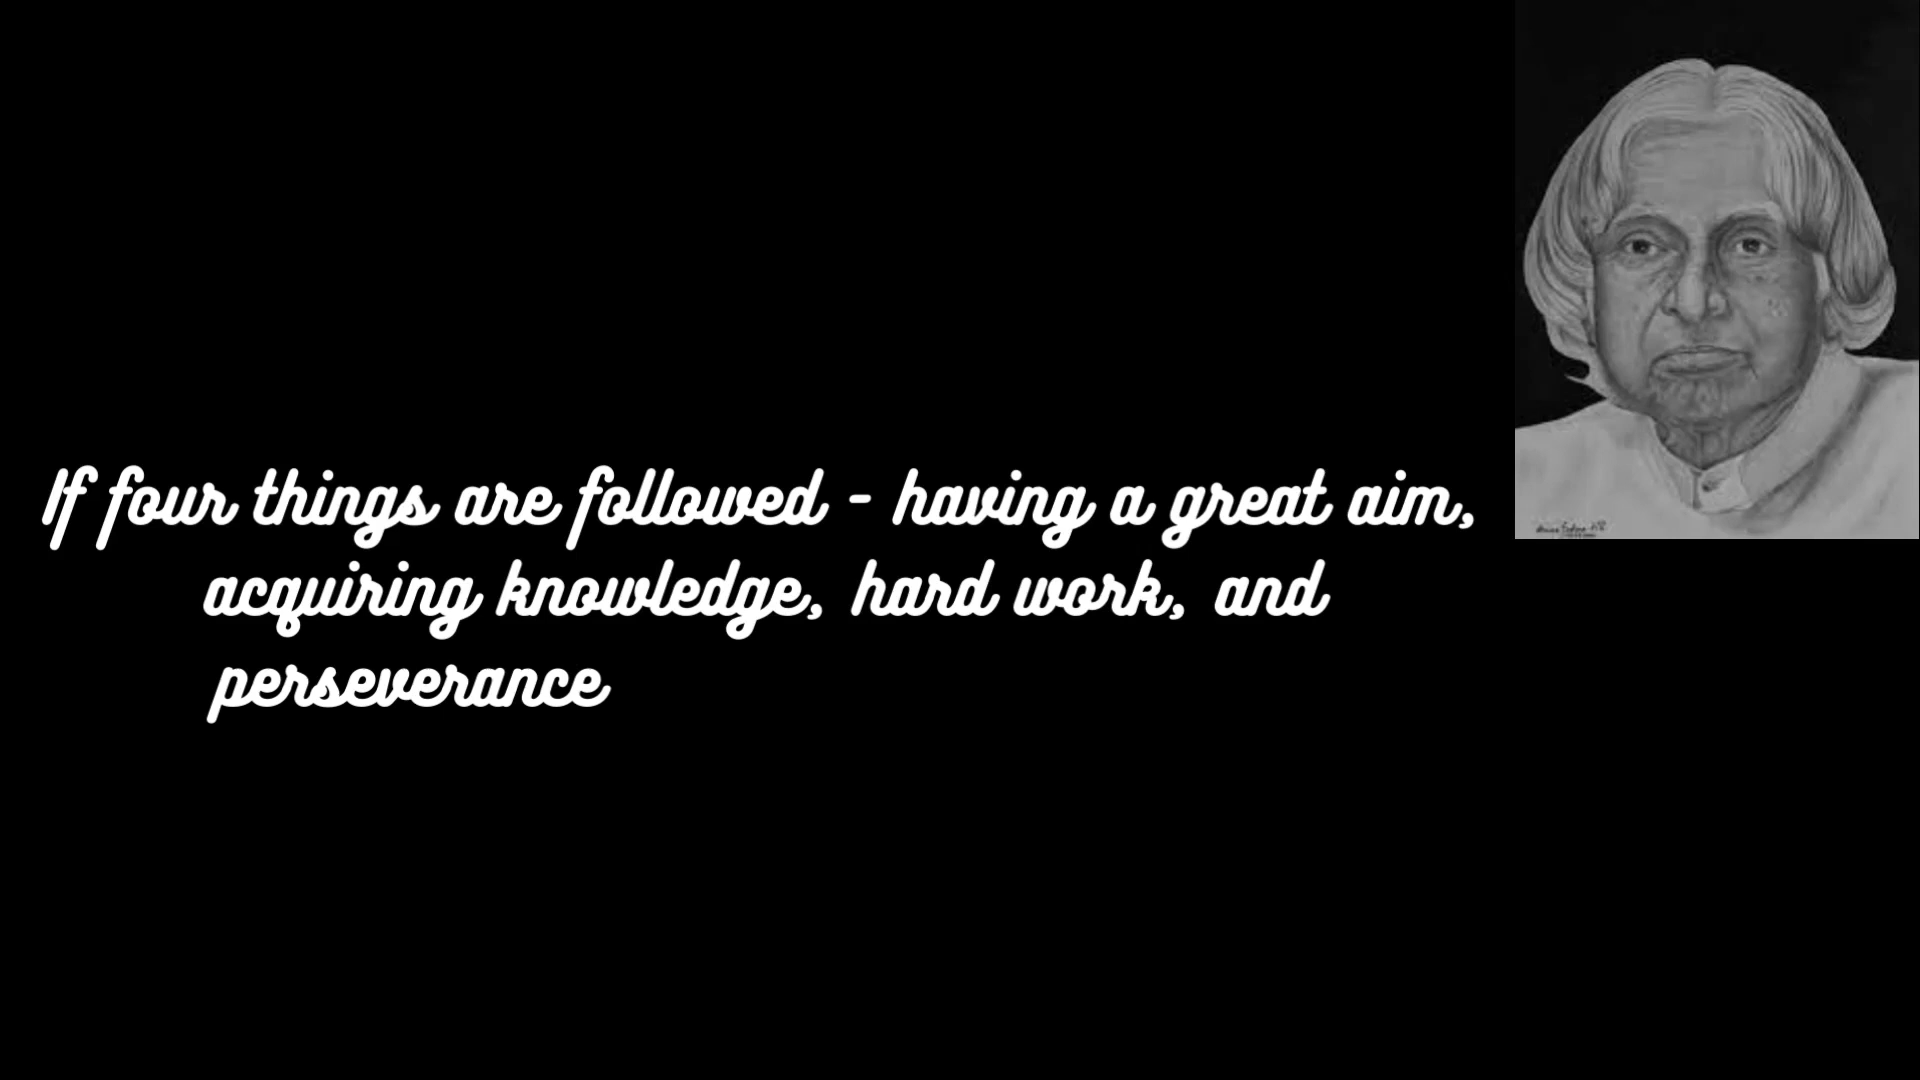 If four things are followed - having a great aim,
acquiring knowledge, hard work, and
perseverance